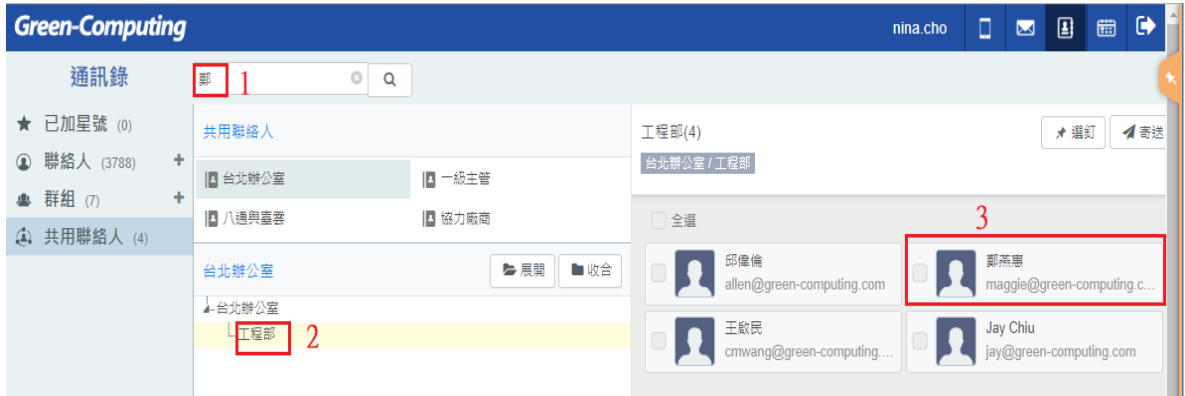 Green-Computing
nina.cho
通訊錄
鄭
1
已加星號 (0)
聯絡人 (3788) +
群組 (7) +
共用聯絡人 (4)
共用聯絡人
台北辦公室
一級主管
八通與嘉雲
協力廠商
台北辦公室
展開
收合
台北辦公室
工程部
2
工程部(4)
選釘
寄送
台北辦公室 / 工程部
全選
3
邱偉倫
allen@green-computing.com
鄭燕惠
maggie@green-computing.c...
王啟民
cmwang@green-computing....
Jay Chiu
jay@green-computing.com